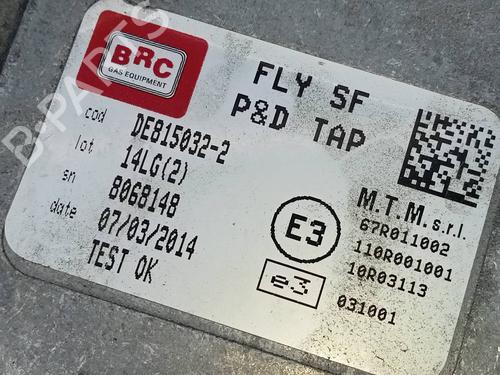 BRC
GAS EQUIPMENT
FLY SF
P&D TAP
cod DE815032-2
lot 14LG(2)
sn 8068148
date 07/03/2014
TEST OK
E3
e3
M.T.M. s.r.l.
67R011002
110R001001
10R03113
031001
B-PARTS